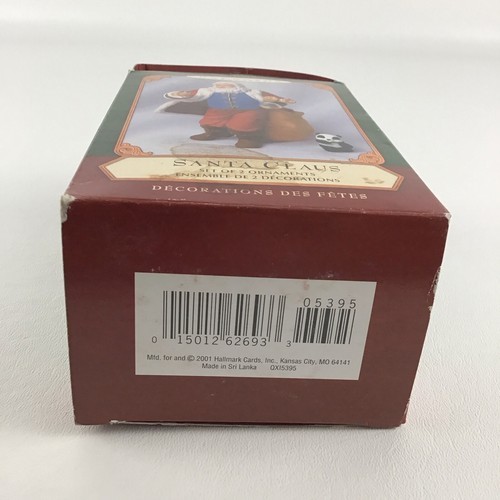 SANTA CLAUS
SET OF 2 ORNAMENTS
ENSEMBLE DE 2 DÉCORATIONS
DÉCORATIONS DES FÊTES
05395
0 15012 62693 3
Mfd. for and © 2001 Hallmark Cards, Inc., Kansas City, MO 64141
Made in Sri Lanka QXI5395